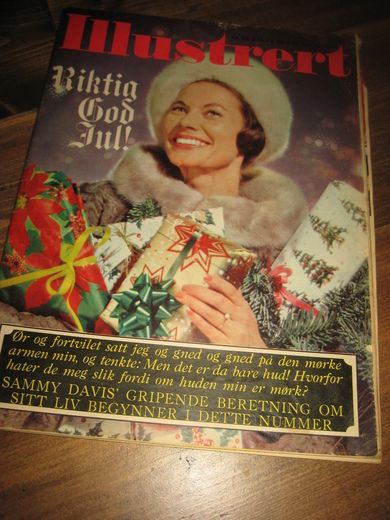 Illustrert
Riktig
God
Jul!
Ør og fortvilet satt jeg og gned og gned på den mørke
armen min, og tenkte: Men det er da bare hud! Hvorfor
hater de meg slik fordi om huden min er mørk?
SAMMY DAVIS' GRIPENDE BERETNING OM
SITT LIV BEGYNNER I DETTE NUMMER